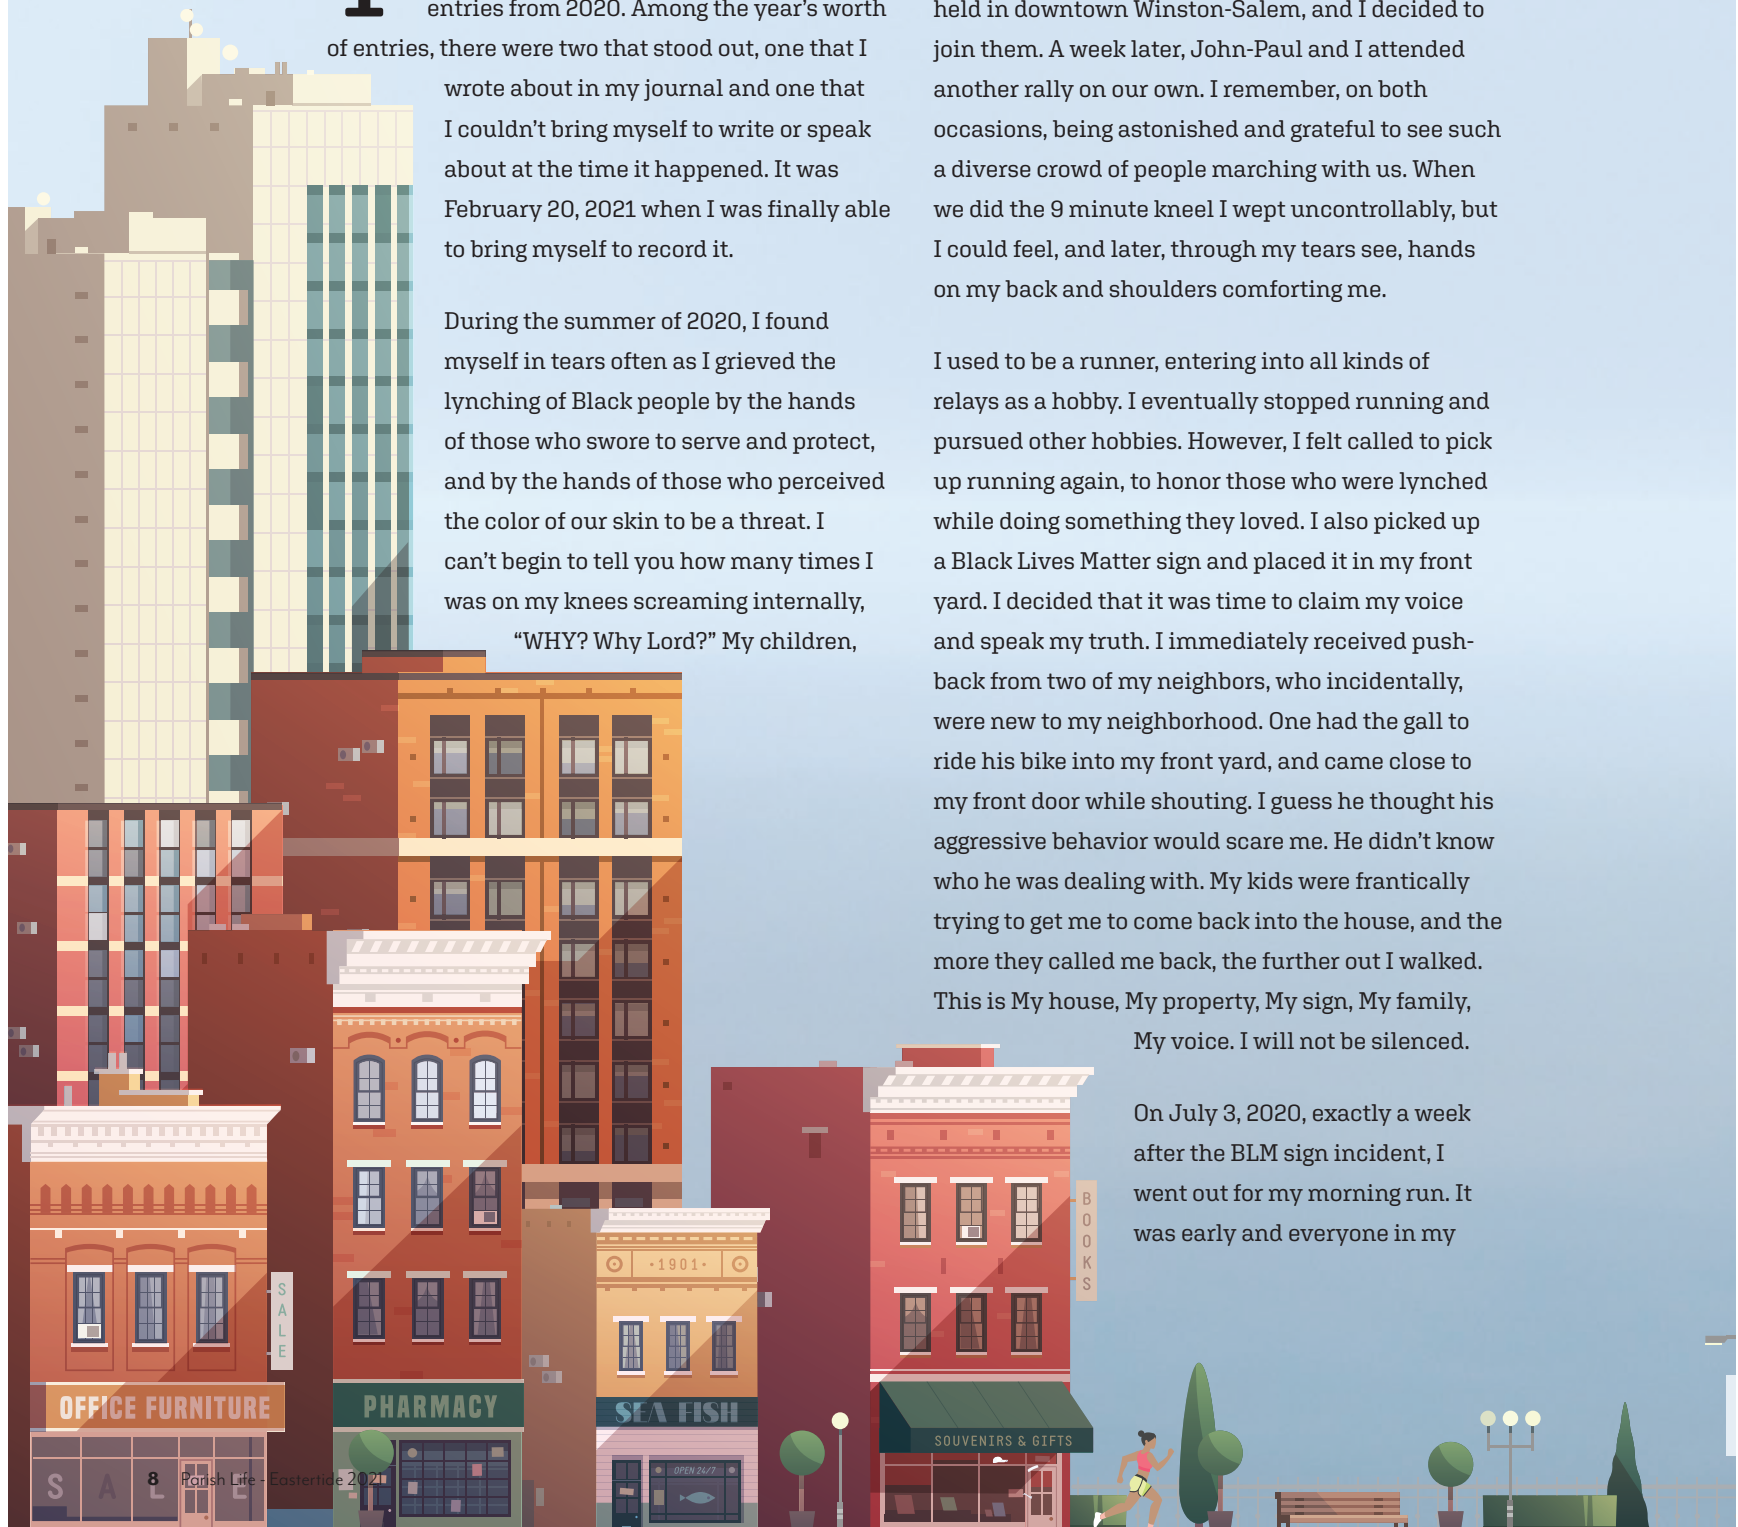 entries from 2020. Among the year’s worth
of entries, there were two that stood out, one that I
wrote about in my journal and one that
I couldn’t bring myself to write or speak
about at the time it happened. It was
February 20, 2021 when I was finally able
to bring myself to record it.
During the summer of 2020, I found
myself in tears often as I grieved the
lynching of Black people by the hands
of those who swore to serve and protect,
and by the hands of those who perceived
the color of our skin to be a threat. I
can’t begin to tell you how many times I
was on my knees screaming internally,
“WHY? Why Lord?” My children,
held in downtown Winston-Salem, and I decided to
join them. A week later, John-Paul and I attended
another rally on our own. I remember, on both
occasions, being astonished and grateful to see such
a diverse crowd of people marching with us. When
we did the 9 minute kneel I wept uncontrollably, but
I could feel, and later, through my tears see, hands
on my back and shoulders comforting me.
I used to be a runner, entering into all kinds of
relays as a hobby. I eventually stopped running and
pursued other hobbies. However, I felt called to pick
up running again, to honor those who were lynched
while doing something they loved. I also picked up
a Black Lives Matter sign and placed it in my front
yard. I decided that it was time to claim my voice
and speak my truth. I immediately received push-
back from two of my neighbors, who incidentally,
were new to my neighborhood. One had the gall to
ride his bike into my front yard, and came close to
my front door while shouting. I guess he thought his
aggressive behavior would scare me. He didn’t know
who he was dealing with. My kids were frantically
trying to get me to come back into the house, and the
more they called me back, the further out I walked.
This is My house, My property, My sign, My family,
My voice. I will not be silenced.
On July 3, 2020, exactly a week
after the BLM sign incident, I
went out for my morning run. It
was early and everyone in my
BOOKS
·1901·
SALE
OFFICE FURNITURE
PHARMACY
SEA FISH
SOUVENIRS & GIFTS
OPEN 24/7
SALE
8 Parish Life - Eastertide 2021